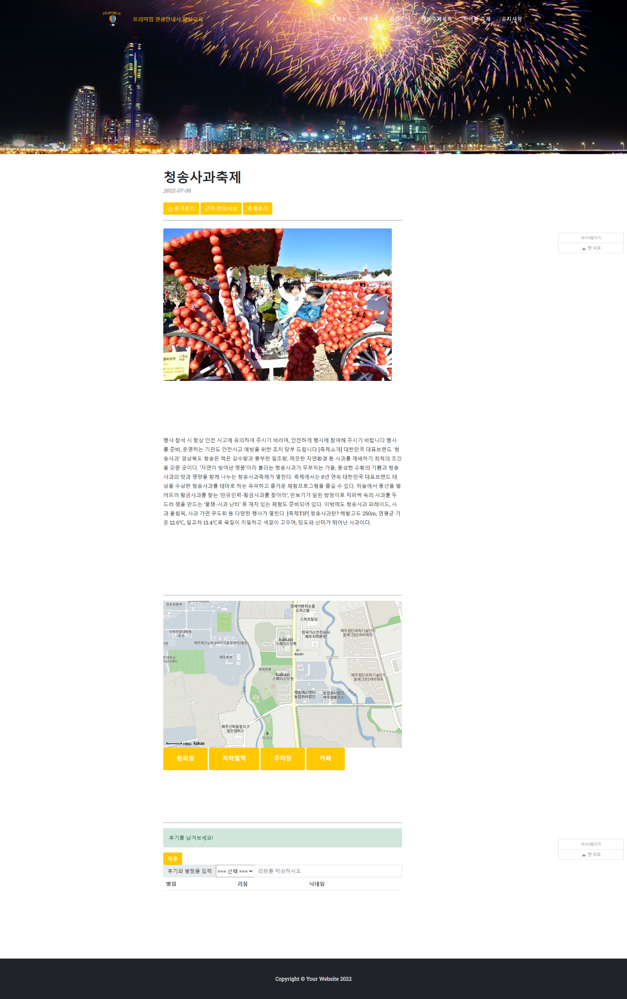 FESFORUS
프리미엄 관광안내사 양성교육
내 정보 전체목록 즐겨찾기 관심축제목록 지역별 축제 공지사항
청송사과축제
2022-07-06
☆ 즐겨찾기 근처 편의시설 축제후기
마이페이지
▲ 맨 위로
행복마차
축제
사과
행사 참석 시 항상 안전 사고에 유의하여 주시기 바라며, 안전하게 행사에 참여해 주시기 바랍니다 행사
를 준비, 운영하는 기관도 안전사고 예방을 위한 조치 당부 드립니다 [축제소개] 대한민국 대표브랜드 '청
송사과' 경상북도 청송은 적은 강수량과 풍부한 일조량, 깨끗한 자연환경 등 사과를 재배하기 최적의 조건
을 갖춘 곳이다. ‘자연이 빚어낸 명품’이라 불리는 청송사과가 무르익는 가을, 풍성한 수확의 기쁨과 청송
사과의 맛과 영양을 함께 나누는 청송사과축제가 열린다. 축제에서는 8년 연속 대한민국 대표브랜드 대
상을 수상한 청송사과를 테마로 하는 유익하고 즐거운 체험프로그램을 즐길 수 있다. 하늘에서 풍선을 떨
어뜨려 황금사과를 찾는 ‘만유인력-황금사과를 찾아라’, 만보기가 달린 방망이로 지퍼백 속의 사과를 두
드려 잼을 만드는 ‘꿀잼-사과 난타’ 등 재치 있는 체험도 준비되어 있다. 이밖에도 청송사과 퍼레이드, 사
과 올림픽, 사과 가면 무도회 등 다양한 행사가 열린다. [축제TIP] 청송사과란? 해발고도 250m, 연평균 기
온 12.6℃, 일교차 13.4℃로 육질이 치밀하고 색깔이 고우며, 당도와 산미가 뛰어난 사과이다.
정보화본부
엠제이벤처오름
오피스텔
스마트빌딩
의학전문대학원
1호관
한국가스안전공사
제주지역본부
제주첨단과학기술단지
꿈에그린2차아파트
kakao
스페이스닷투
제주테크노파크바이오융합센터2호관
K-
water
제주본부
주대학교
생태연못
kakao
스페이스닷원
제주첨단과학기술단지
꿈에그린3차아파트
제농에스앤티
농업회사법인
농업회사법인
제주팜플러스
제주산학융합지구
첨단캠퍼스
카카오
100m kakao
편의점 지하철역 주차장 카페
후기를 남겨보세요!
마이페이지
▲ 맨 위로
제출
후기와 별점을 입력 === 선택 === 리뷰를 작성하시오
별점 리뷰 닉네임
Copyright © Your Website 2022